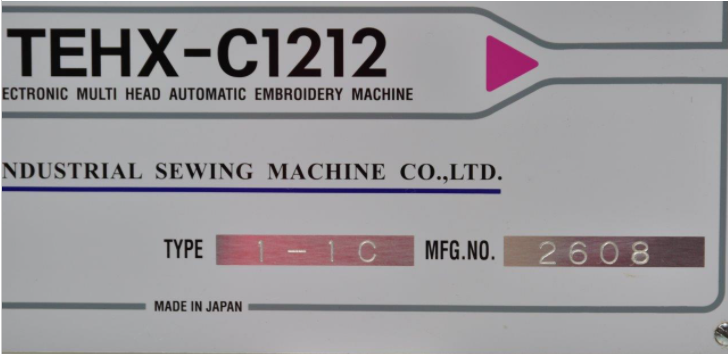 TEHX-C1212
ECTRONIC MULTI HEAD AUTOMATIC EMBROIDERY MACHINE
NDUSTRIAL SEWING MACHINE CO.,LTD.
TYPE 1-1C MFG.NO. 2608
MADE IN JAPAN